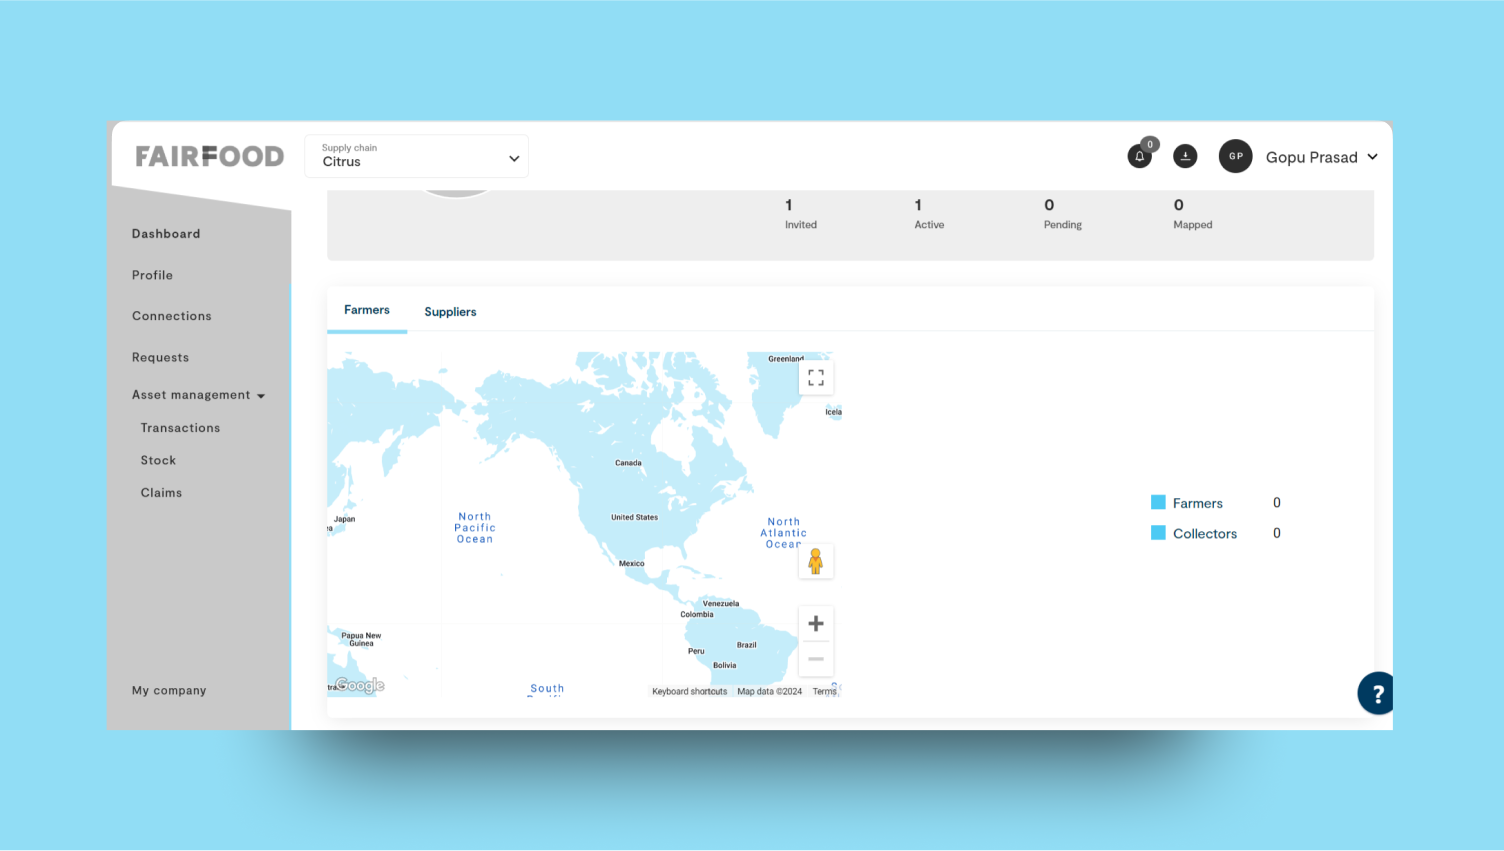 FAIRFOOD
Supply chain
Citrus
0
GP
Gopu Prasad
Dashboard
Profile
Connections
Requests
Asset management
Transactions
Stock
Claims
My company
1
Invited
1
Active
0
Pending
0
Mapped
Farmers
Suppliers
Greenland
Icela
Canada
Japan
United States
North
Pacific
Ocean
North
Atlantic
Ocean
Mexico
Venezuela
Colombia
Papua New
Guinea
Peru
Brazil
Bolivia
Google
South
Keyboard shortcuts
Map data ©2024
Terms
Farmers 0
Collectors 0
?